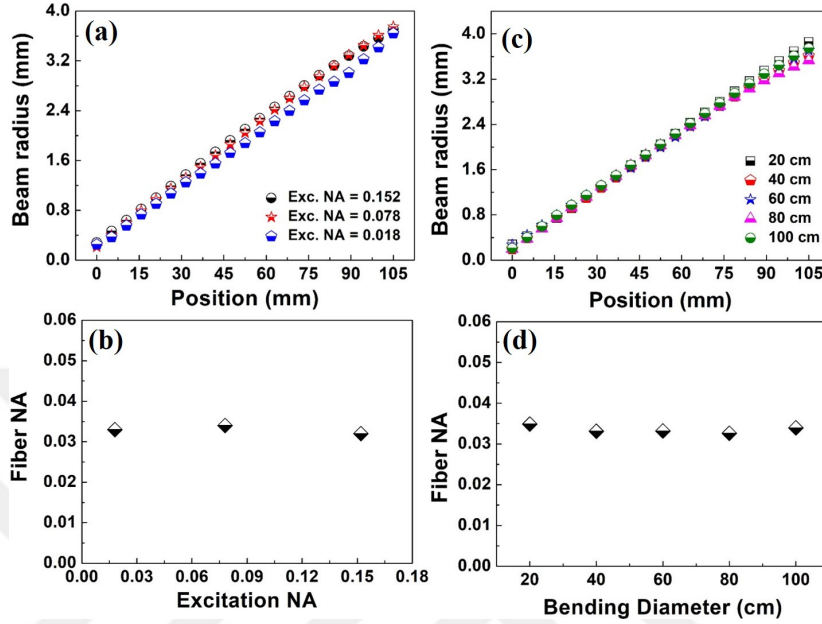 (a)
4.0
3.2
2.4
1.6
0.8
0.0
Beam radius (mm)
Exc. NA = 0.152
Exc. NA = 0.078
Exc. NA = 0.018
0 15 30 45 60 75 90 105
Position (mm)
(c)
4.2
3.6
3.0
2.4
1.8
1.2
0.6
0.0
Beam radius (mm)
20 cm
40 cm
60 cm
80 cm
100 cm
0 15 30 45 60 75 90 105
Position (mm)
(b)
0.06
0.05
0.04
0.03
0.02
0.01
0.00
Fiber NA
0.00 0.03 0.06 0.09 0.12 0.15 0.18
Excitation NA
(d)
0.06
0.05
0.04
0.03
0.02
0.01
0.00
Fiber NA
20 40 60 80 100
Bending Diameter (cm)